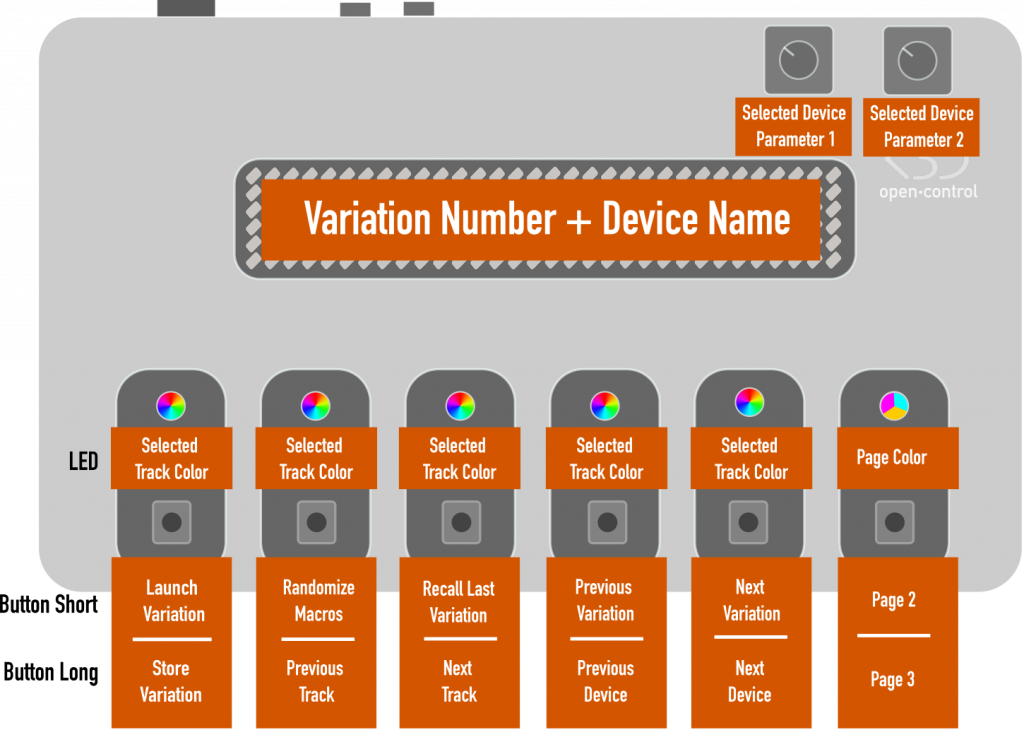 Selected Device
Parameter 1
Selected Device
Parameter 2
open-control
Variation Number + Device Name
LED
Selected
Track Color
Selected
Track Color
Selected
Track Color
Selected
Track Color
Selected
Track Color
Page Color
Button Short
Launch
Variation
Randomize
Macros
Recall Last
Variation
Previous
Variation
Next
Variation
Page 2
Button Long
Store
Variation
Previous
Track
Next
Track
Previous
Device
Next
Device
Page 3